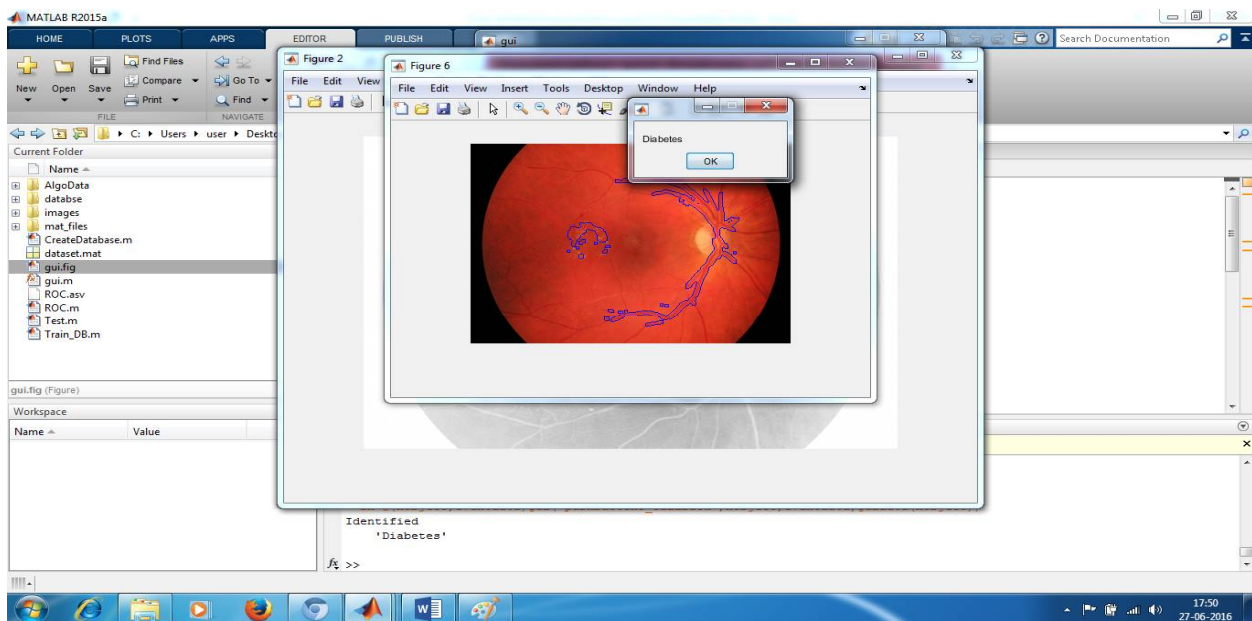 MATLAB R2015a
HOME PLOTS APPS EDITOR PUBLISH gui Search Documentation
New Open Save Find Files Compare Print Go To Find
FILE NAVIGATE
C: Users user Deskto
Current Folder
Name
AlgoData
databse
images
mat_files
CreateDatabase.m
dataset.mat
gui.fig
gui.m
ROC.asv
ROC.m
Test.m
Train_DB.m
gui.fig (Figure)
Workspace
Name Value
Figure 2
File Edit View
Figure 6
File Edit View Insert Tools Desktop Window Help
Diabetes
OK
Identified
'Diabetes'
fx >>
17:50
27-06-2016